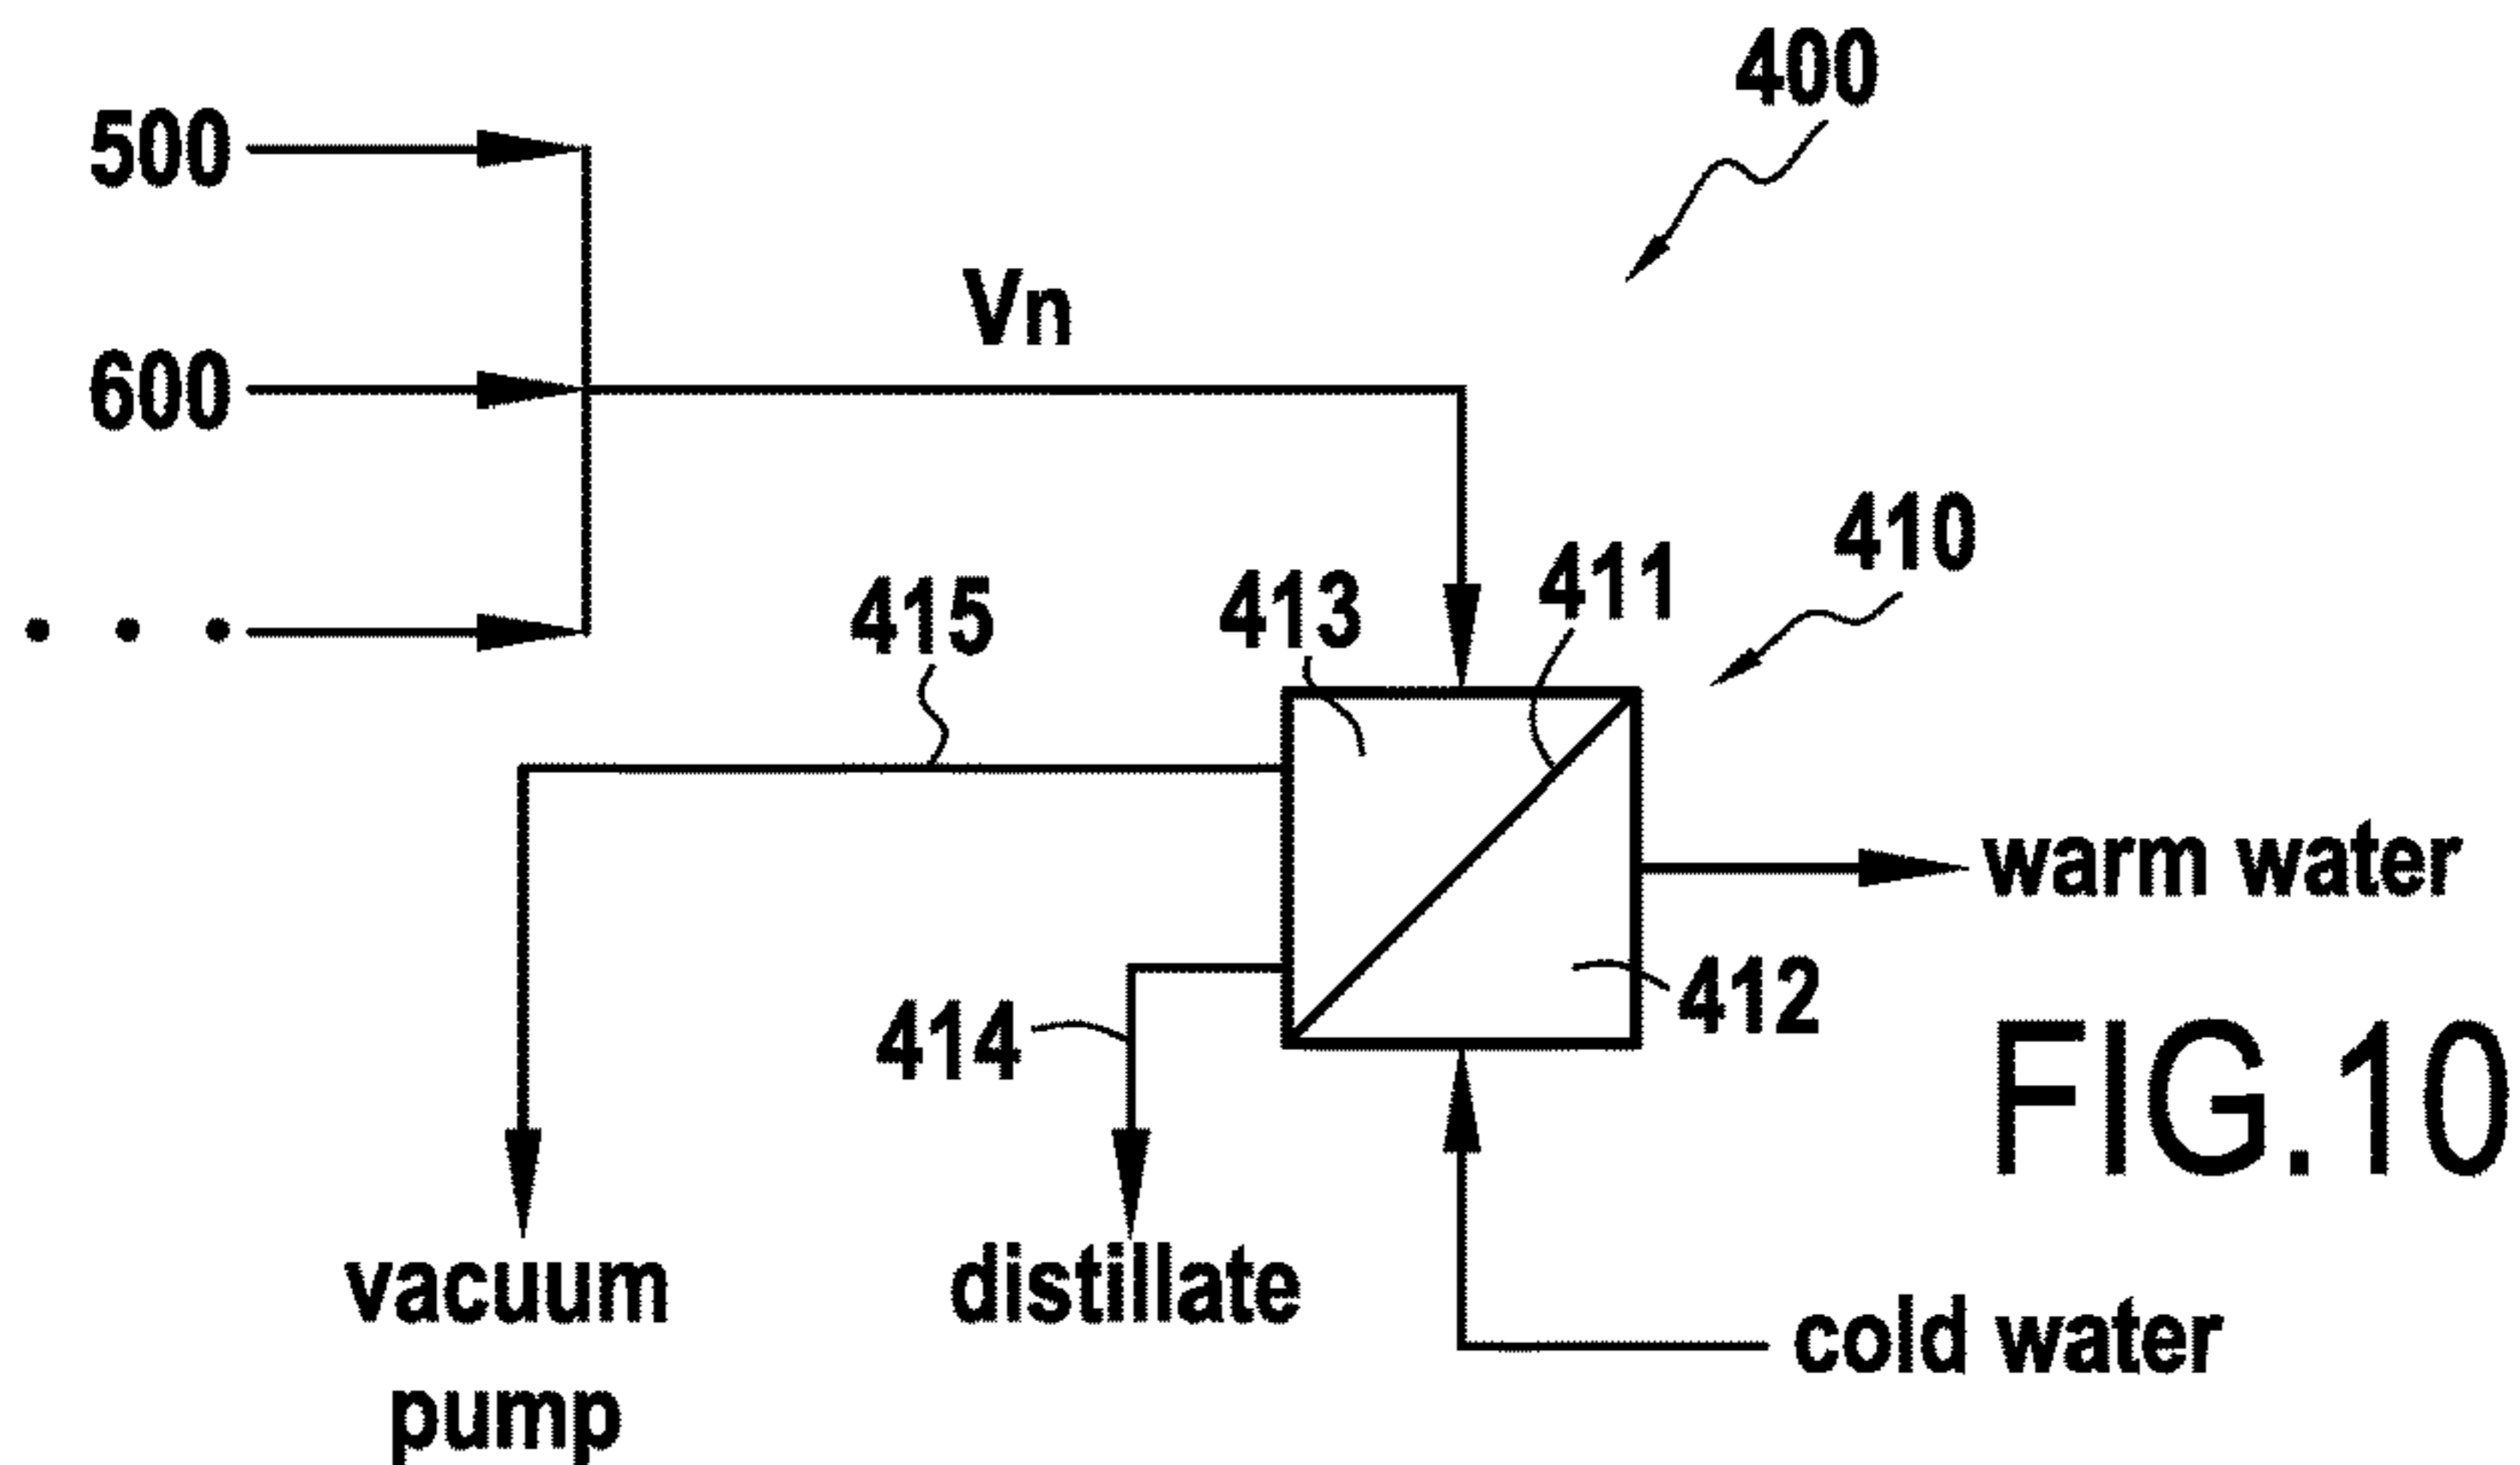 400
500
Vn
600
410
411
413
415
warm water
412
414
FIG.10
distillate
vacuum
pump
cold water